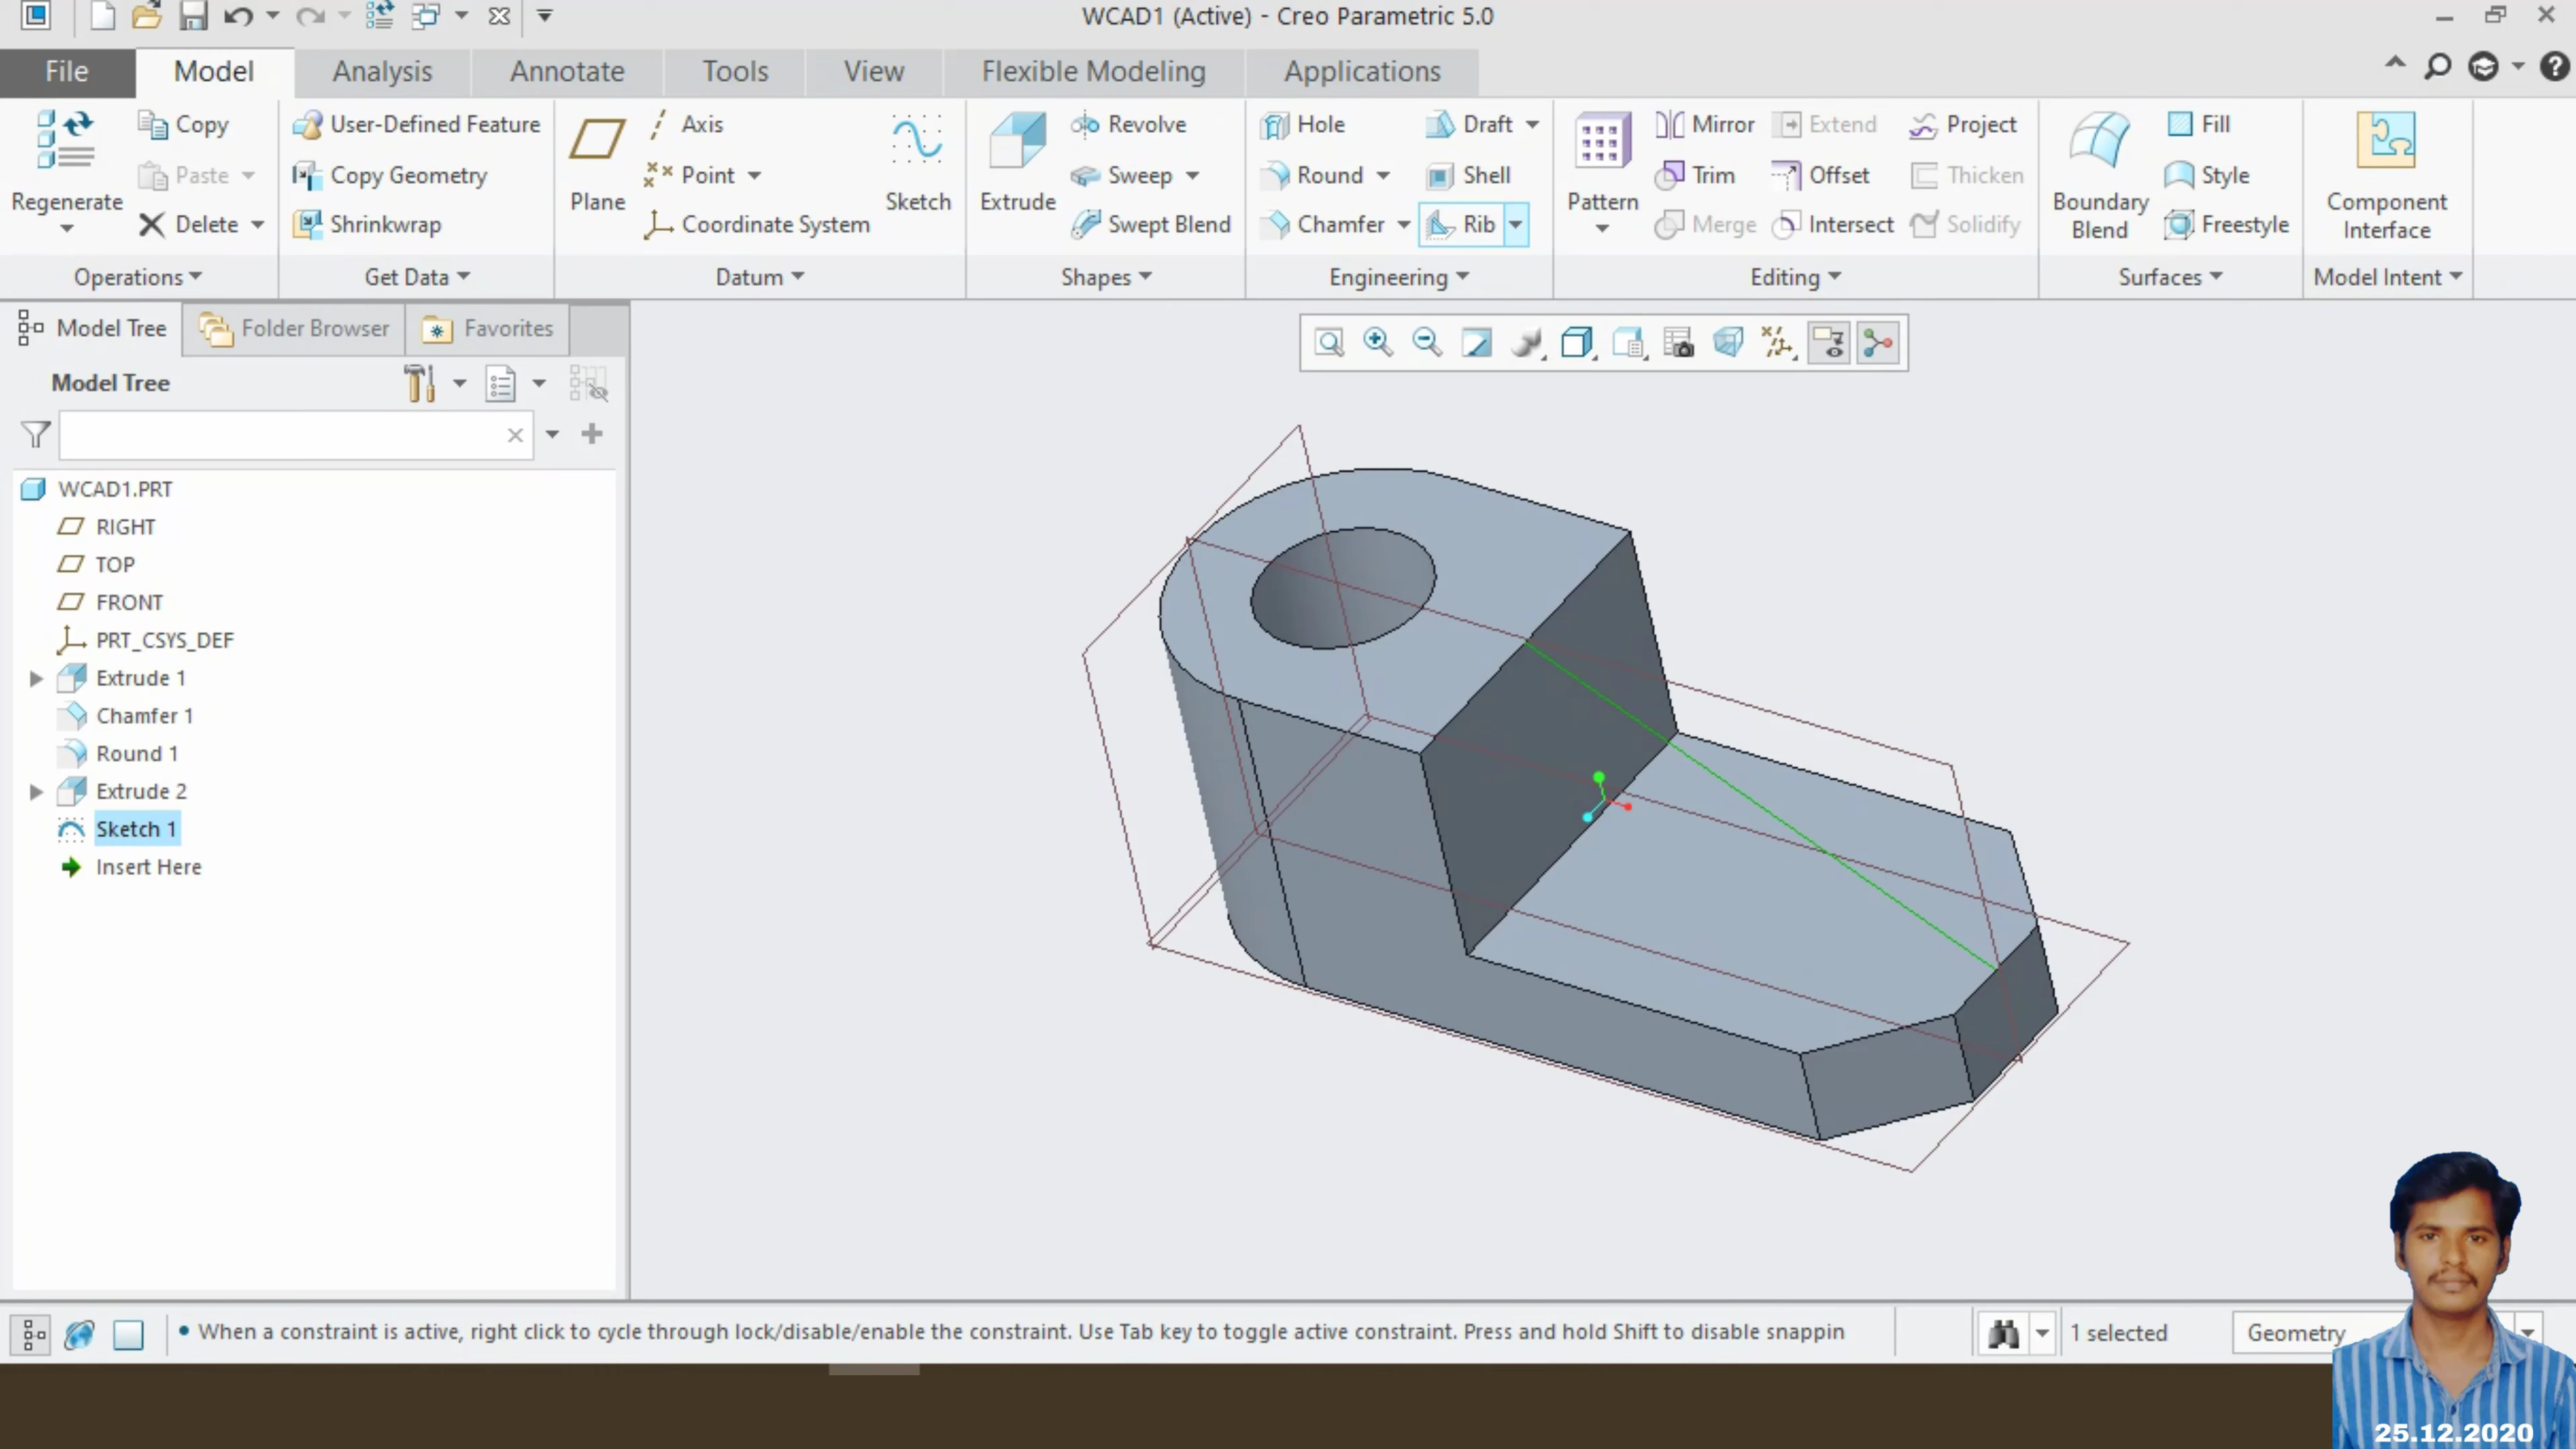 WCAD1 (Active) - Creo Parametric 5.0
File Model Analysis Annotate Tools View Flexible Modeling Applications
Regenerate
Copy
Paste
Delete
Operations
User-Defined Feature
Copy Geometry
Shrinkwrap
Get Data
Plane
Axis
Point
Coordinate System
Sketch
Datum
Extrude
Revolve
Sweep
Swept Blend
Shapes
Hole
Round
Chamfer
Draft
Shell
Rib
Engineering
Pattern
Mirror
Trim
Merge
Extend
Offset
Intersect
Project
Thicken
Solidify
Editing
Boundary
Blend
Fill
Style
Freestyle
Surfaces
Component
Interface
Model Intent
Model Tree Folder Browser Favorites
Model Tree
WCAD1.PRT
RIGHT
TOP
FRONT
PRT_CSYS_DEF
Extrude 1
Chamfer 1
Round 1
Extrude 2
Sketch 1
Insert Here
• When a constraint is active, right click to cycle through lock/disable/enable the constraint. Use Tab key to toggle active constraint. Press and hold Shift to disable snappin
1 selected
Geometry
25.12.2020